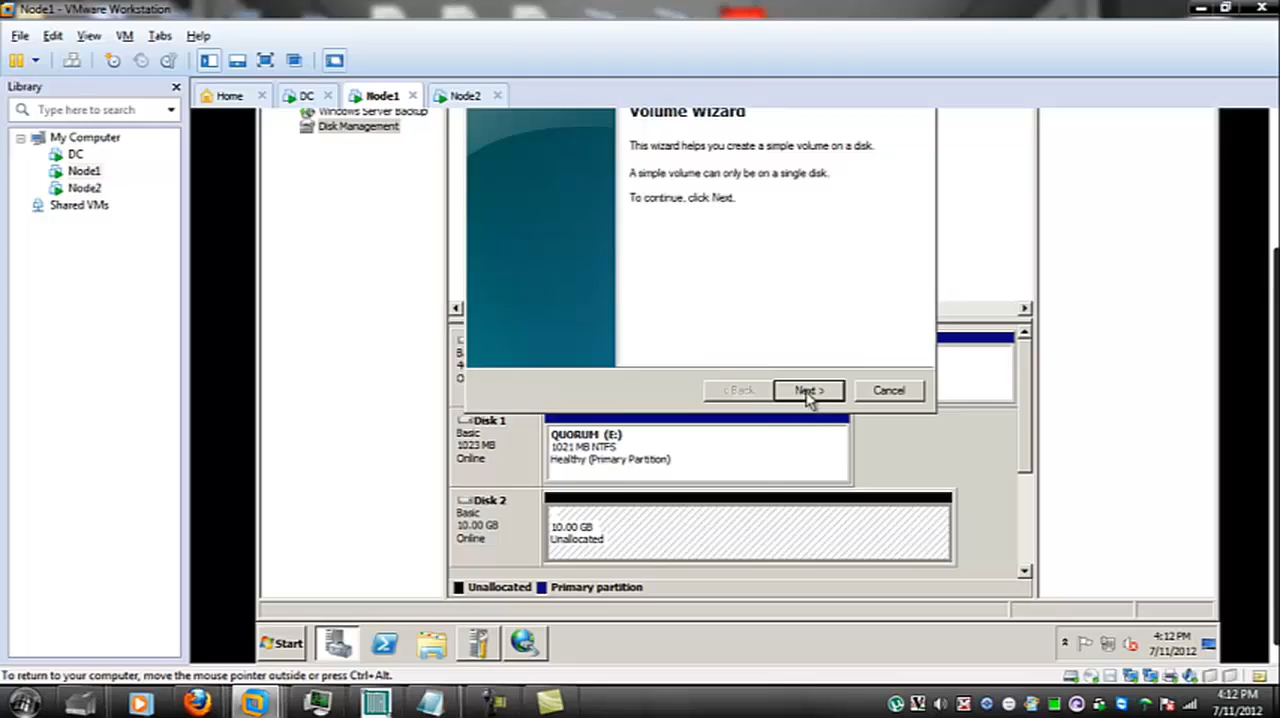 Node1 - VMware Workstation
File Edit View VM Tabs Help
Library
Type here to search
My Computer
DC
Node1
Node2
Shared VMs
Home
DC
Node1
Node2
Windows Server Backup
Disk Management
Volume Wizard
This wizard helps you create a simple volume on a disk.
A simple volume can only be on a single disk.
To continue, click Next.
< Back
Next >
Cancel
Disk 1
Basic
1023 MB
Online
QUORUM (E:)
1021 MB NTFS
Healthy (Primary Partition)
Disk 2
Basic
10.00 GB
Online
10.00 GB
Unallocated
Unallocated
Primary partition
Start
4:12 PM
7/11/2012
To return to your computer, move the mouse pointer outside or press Ctrl+Alt.
4:12 PM
7/11/2012